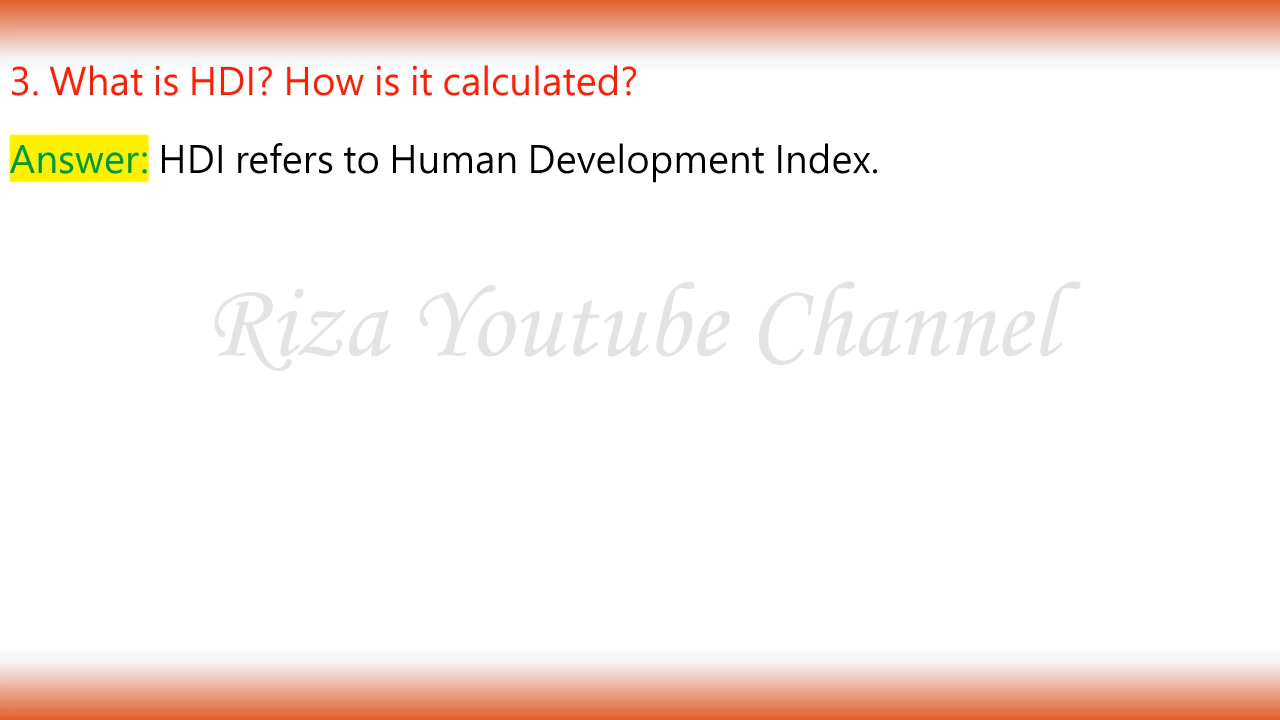 3. What is HDI? How is it calculated?
Answer: HDI refers to Human Development Index.
Riza Youtube Channel